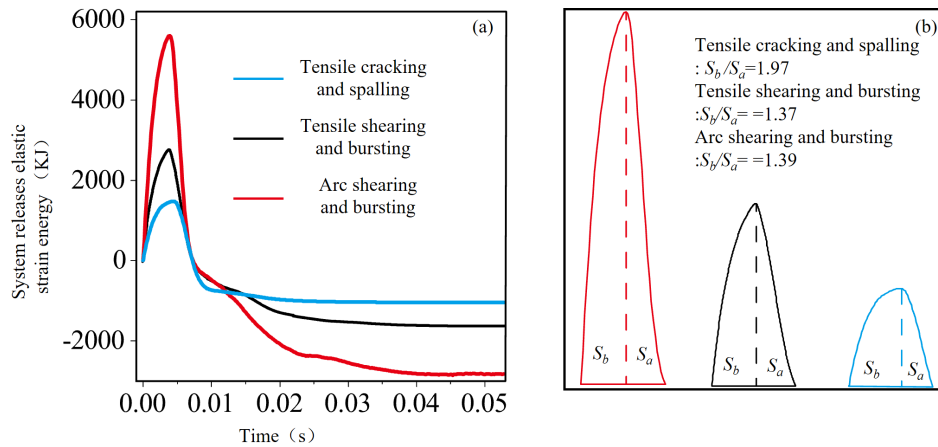 (a)
6000
4000
2000
0
-2000
System releases elastic
strain energy（KJ）
Tensile cracking
and spalling
Tensile shearing
and bursting
Arc shearing
and bursting
0.00 0.01 0.02 0.03 0.04 0.05
Time（s）
(b)
Tensile cracking and spalling
: Sb/Sa=1.97
Tensile shearing and bursting
:Sb/Sa= =1.37
Arc shearing and bursting
:Sb/Sa= =1.39
Sb Sa
Sb Sa
Sb Sa